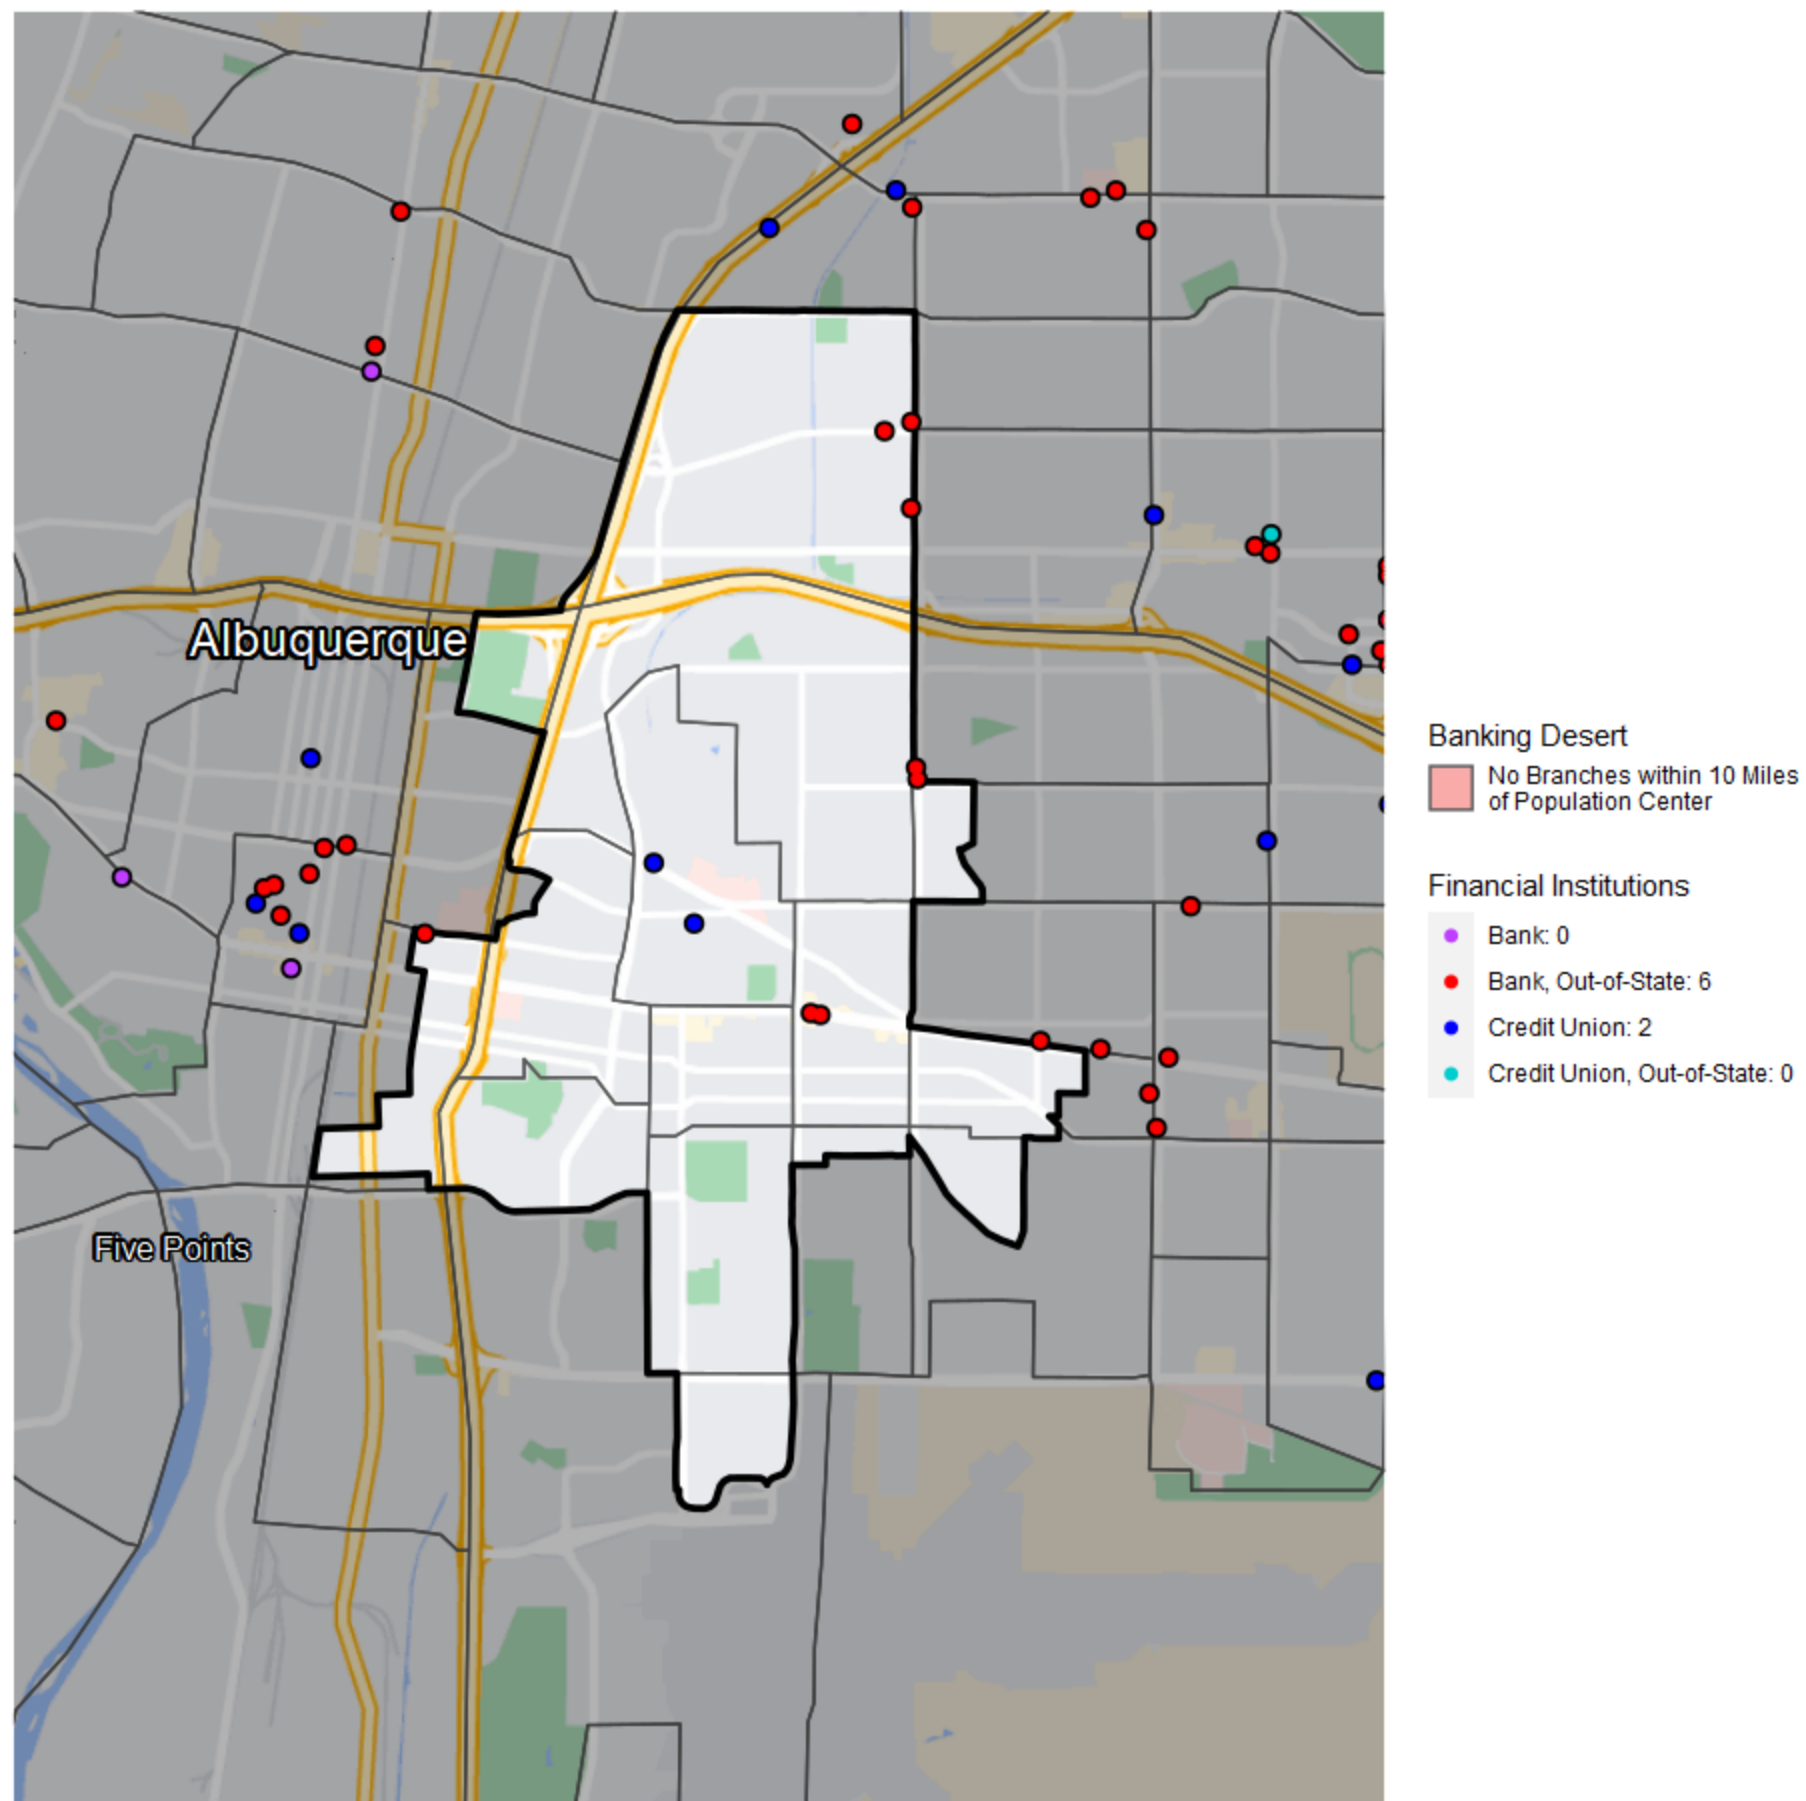 Albuquerque
Five Points
Banking Desert
No Branches within 10 Miles
of Population Center
Financial Institutions
Bank: 0
Bank, Out-of-State: 6
Credit Union: 2
Credit Union, Out-of-State: 0